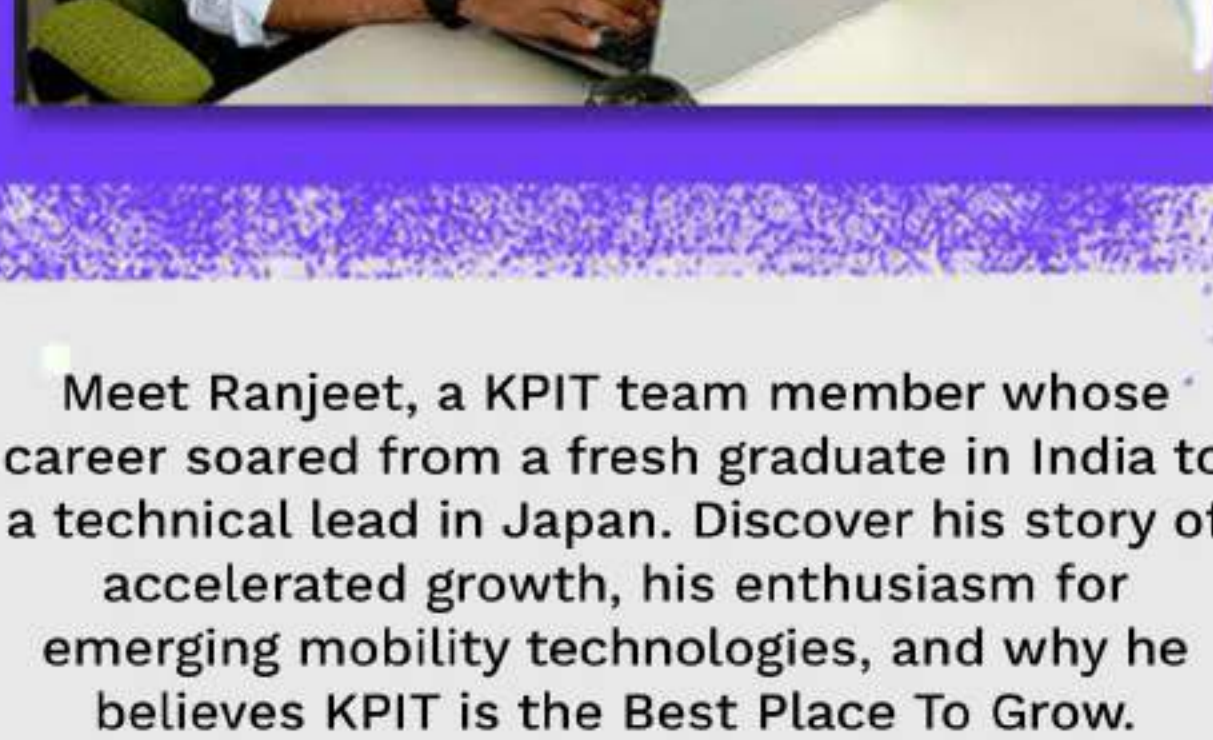 Meet Ranjeet, a KPIT team member whose
career soared from a fresh graduate in India to
a technical lead in Japan. Discover his story of
accelerated growth, his enthusiasm for
emerging mobility technologies, and why he
believes KPIT is the Best Place To Grow.